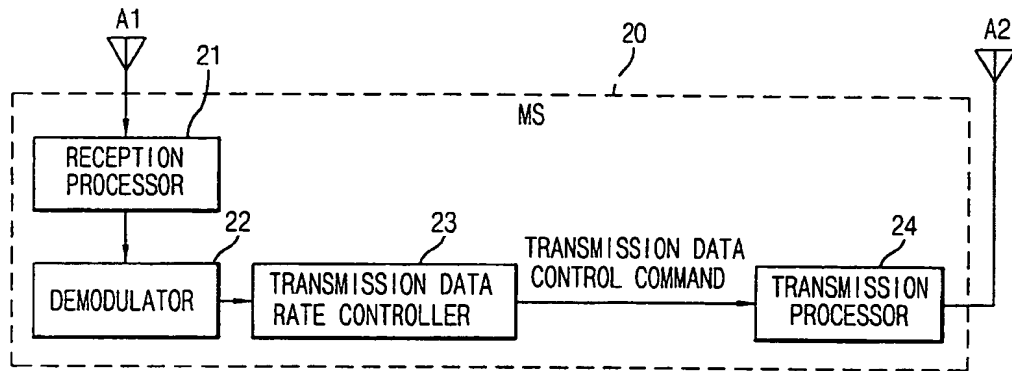 A1
21
20
A2
MS
RECEPTION
PROCESSOR
22
23
24
DEMODULATOR
TRANSMISSION DATA
RATE CONTROLLER
TRANSMISSION DATA
CONTROL COMMAND
TRANSMISSION
PROCESSOR